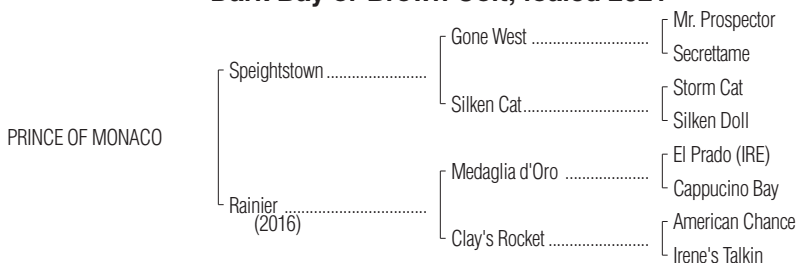 Dark Bay or Brown Colt; foaled 2021
Mr. Prospector
Gone West
Secrettame
Speightstown
Storm Cat
Silken Cat
Silken Doll
PRINCE OF MONACO
El Prado (IRE)
Medaglia d'Oro
Cappucino Bay
Rainier
(2016)
American Chance
Clay's Rocket
Irene's Talkin